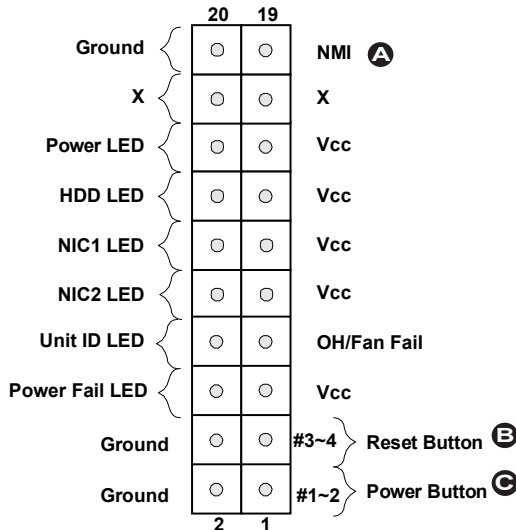 20 19
Ground NMI A
X X
Power LED Vcc
HDD LED Vcc
NIC1 LED Vcc
NIC2 LED Vcc
Unit ID LED OH/Fan Fail
Power Fail LED Vcc
Ground #3~4 Reset Button B
Ground #1~2 Power Button C
2 1